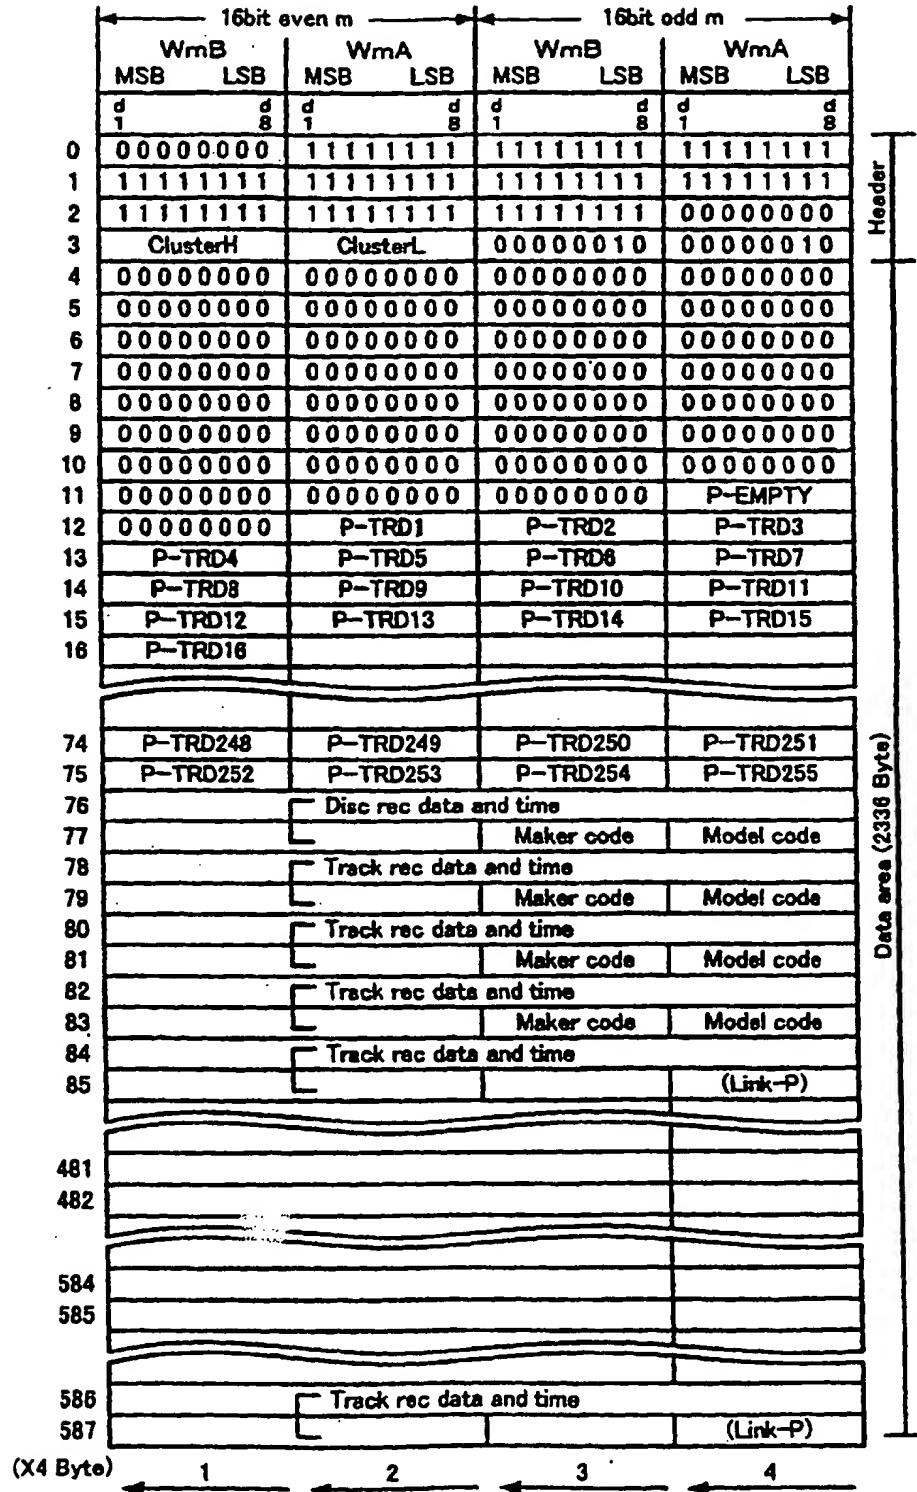 16bit even m 16bit odd m
WmB WmA WmB WmA
MSB LSB MSB LSB MSB LSB MSB LSB
d1 d8 d1 d8 d1 d8 d1 d8
0 00000000 11111111 11111111 11111111
1 11111111 11111111 11111111 11111111
2 11111111 11111111 11111111 00000000
3 ClusterH ClusterL 00000010 00000010
4 00000000 00000000 00000000 00000000
5 00000000 00000000 00000000 00000000
6 00000000 00000000 00000000 00000000
7 00000000 00000000 00000000 00000000
8 00000000 00000000 00000000 00000000
9 00000000 00000000 00000000 00000000
10 00000000 00000000 00000000 00000000
11 00000000 00000000 00000000 P-EMPTY
12 00000000 P-TRD1 P-TRD2 P-TRD3
13 P-TRD4 P-TRD5 P-TRD6 P-TRD7
14 P-TRD8 P-TRD9 P-TRD10 P-TRD11
15 P-TRD12 P-TRD13 P-TRD14 P-TRD15
16 P-TRD16
74 P-TRD248 P-TRD249 P-TRD250 P-TRD251
75 P-TRD252 P-TRD253 P-TRD254 P-TRD255
76 Disc rec data and time
77 Maker code Model code
78 Track rec data and time
79 Maker code Model code
80 Track rec data and time
81 Maker code Model code
82 Track rec data and time
83 Maker code Model code
84 Track rec data and time
85 (Link-P)
481
482
584
585
586 Track rec data and time
587 (Link-P)
(X4 Byte) 1 2 3 4
Header
Data area (2336 Byte)